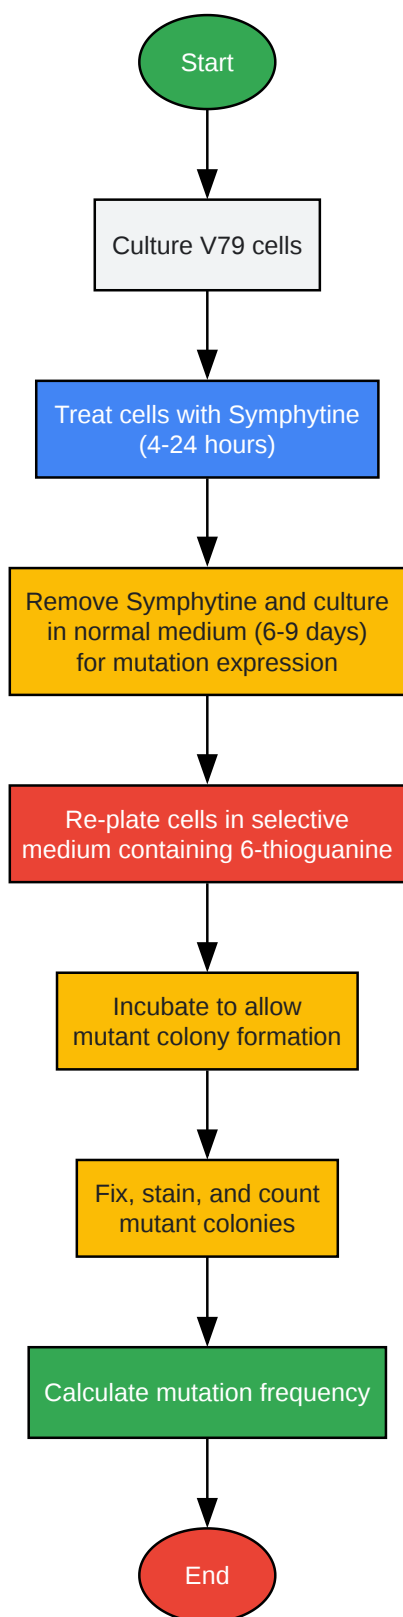 Start
Culture V79 cells
Treat cells with Symphytine
(4-24 hours)
Remove Symphytine and culture
in normal medium (6-9 days)
for mutation expression
Re-plate cells in selective
medium containing 6-thioguanine
Incubate to allow
mutant colony formation
Fix, stain, and count
mutant colonies
Calculate mutation frequency
End